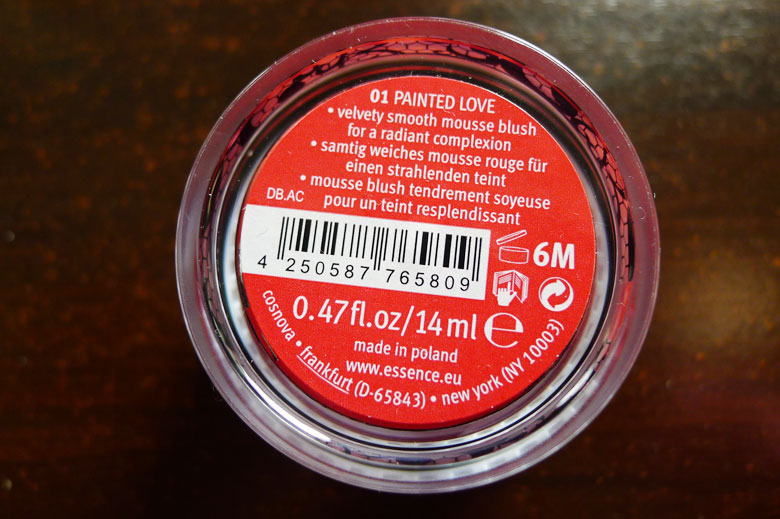 01 PAINTED LOVE
• velvety smooth mousse blush
for a radiant complexion
• samtig weiches mousse rouge für
einen strahlenden teint
• mousse blush tendrement soyeuse
pour un teint resplendissant
DB.AC
4 250587 765809
6M
0.47fl.oz/14ml e
made in poland
www.essence.eu
cosnova • frankfurt (D-65843) • new york (NY 10003)